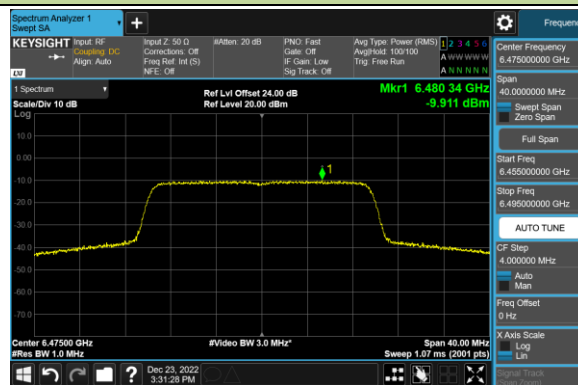 Spectrum Analyzer 1
Swept SA
Frequen
KEYSIGHT
Input: RF
Coupling: DC
Align: Auto
Input Z: 50 Ω
Corrections: Off
Freq Ref: Int (S)
NFE: Off
#Atten: 20 dB
PNO: Fast
Gate: Off
IF Gain: Low
Sig Track: Off
Avg Type: Power (RMS)
Avg|Hold: 100/100
Trig: Free Run
1 2 3 4 5 6
A W W W W W
A N N N N N
LXI
1 Spectrum
Scale/Div 10 dB
Log
Ref Lvl Offset 24.00 dB
Ref Level 20.00 dBm
Mkr1 6.480 34 GHz
-9.911 dBm
10.0
0.00
-10.0
-20.0
-30.0
-40.0
-50.0
-60.0
-70.0
1
Center 6.47500 GHz
#Res BW 1.0 MHz
#Video BW 3.0 MHz*
Span 40.00 MHz
Sweep 1.07 ms (2001 pts)
Center Frequency
6.475000000 GHz
Span
40.0000000 MHz
Swept Span
Zero Span
Full Span
Start Freq
6.455000000 GHz
Stop Freq
6.495000000 GHz
AUTO TUNE
CF Step
4.000000 MHz
Auto
Man
Freq Offset
0 Hz
X Axis Scale
Log
Lin
Signal Track
(Span Zoom)
?
Dec 23, 2022
3:31:28 PM